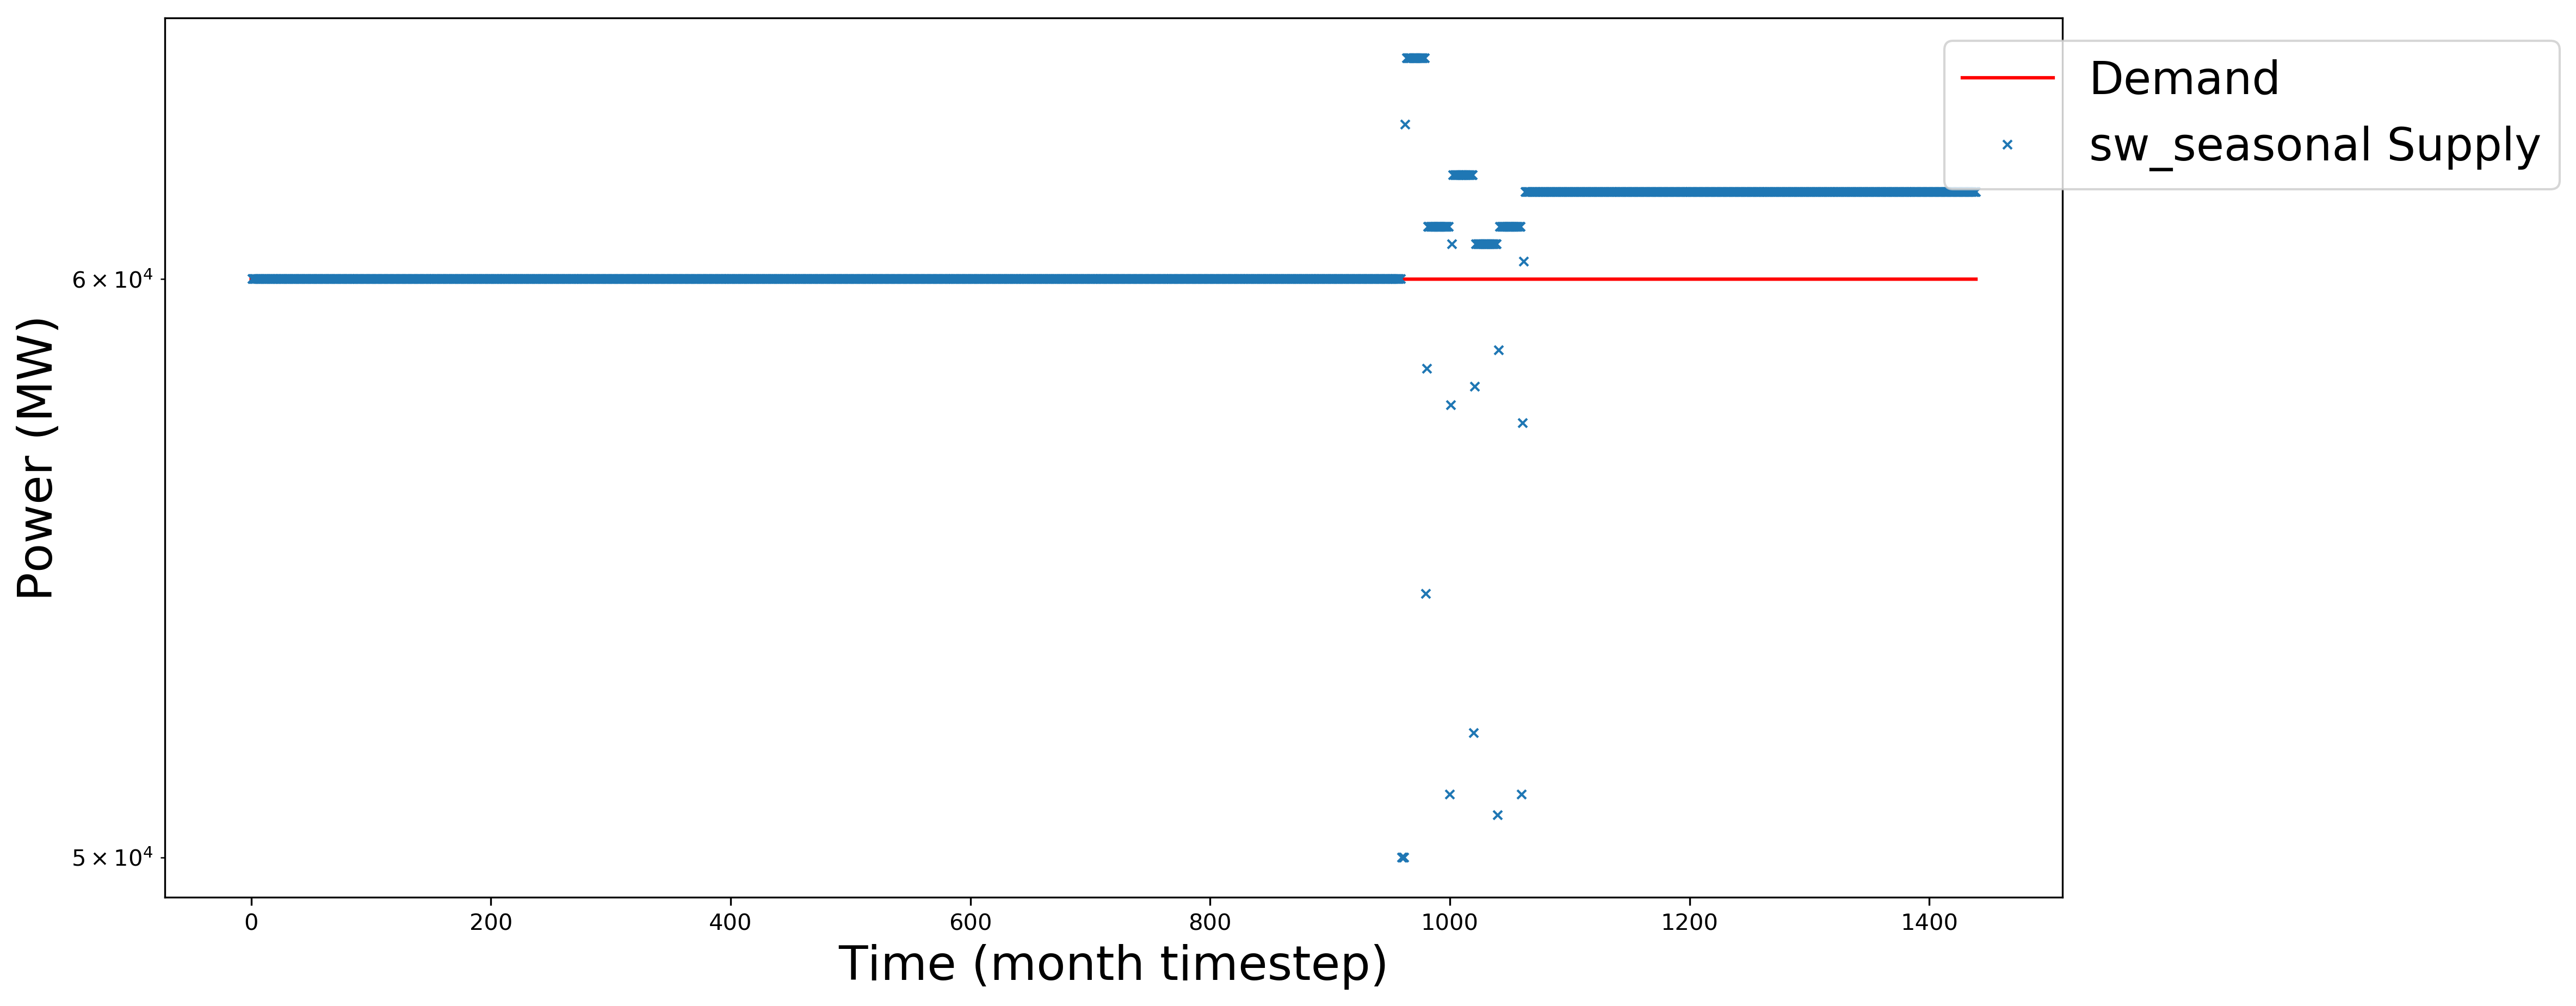 Demand
sw_seasonal Supply
Power (MW)
6 × 10⁴
5 × 10⁴
0 200 400 600 800 1000 1200 1400
Time (month timestep)